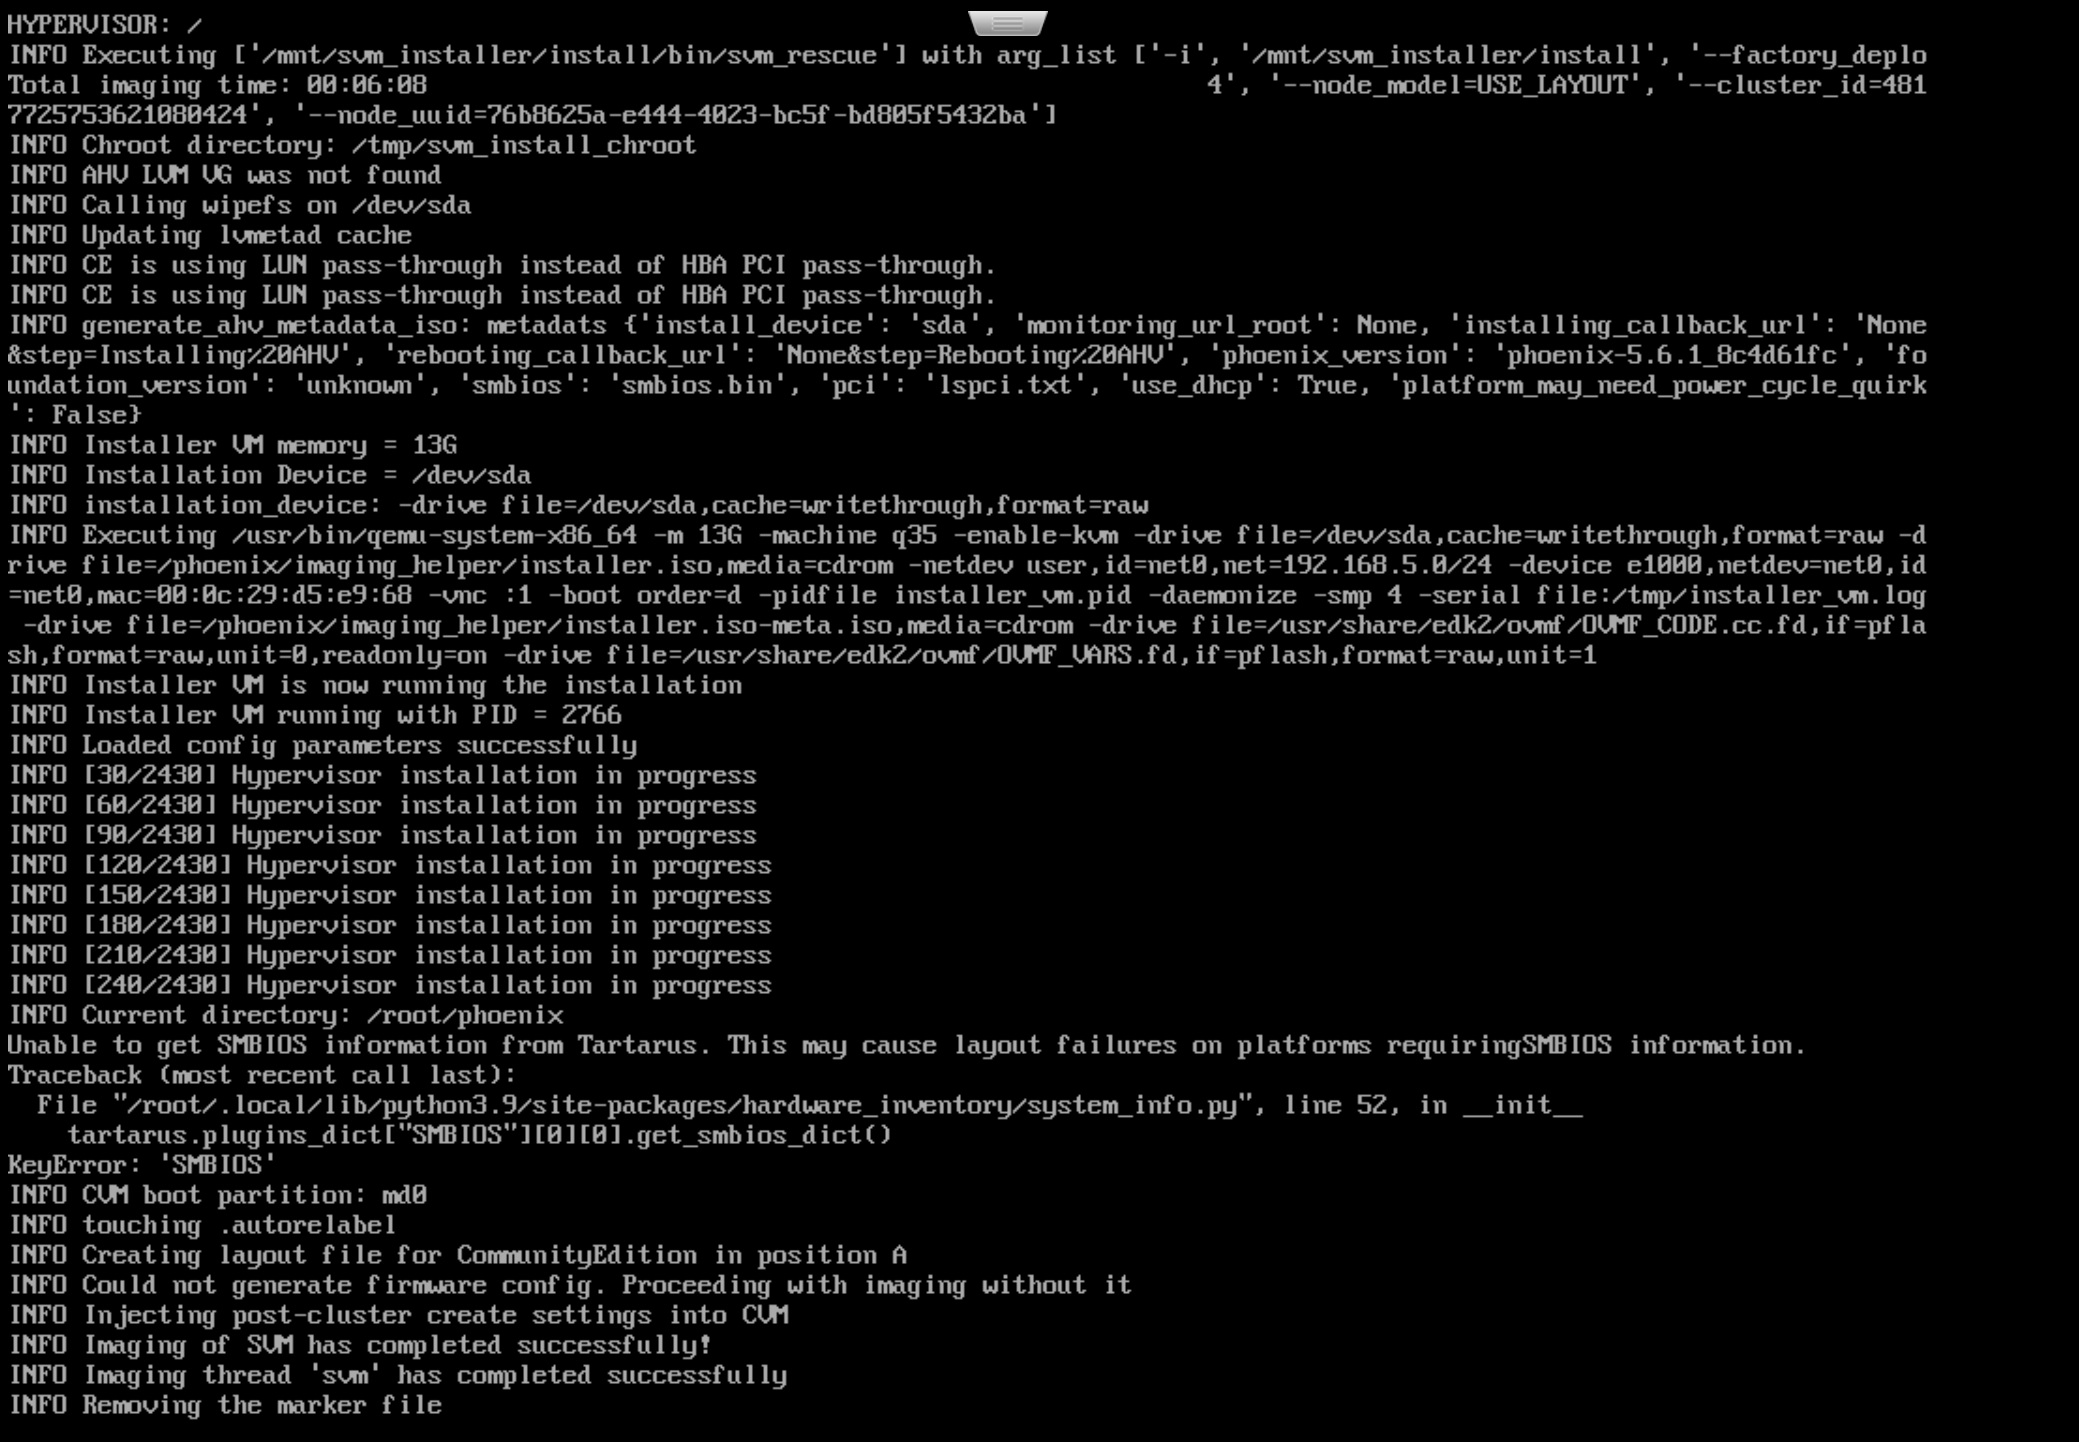 HYPERVISOR: /
INFO Executing ['/mnt/svm_installer/install/bin/svm_rescue'] with arg_list ['-i', '/mnt/svm_installer/install', '--factory_deplo
Total imaging time: 00:06:08 4', '--node_model=USE_LAYOUT', '--cluster_id=481
7725753621080424', '--node_uuid=76b8625a-e444-4023-bc5f-bd805f5432ba']
INFO Chroot directory: /tmp/svm_install_chroot
INFO AHV LVM VG was not found
INFO Calling wipefs on /dev/sda
INFO Updating lvmetad cache
INFO CE is using LUN pass-through instead of HBA PCI pass-through.
INFO CE is using LUN pass-through instead of HBA PCI pass-through.
INFO generate_ahv_metadata_iso: metadats {'install_device': 'sda', 'monitoring_url_root': None, 'installing_callback_url': 'None
&step=Installing%20AHV', 'rebooting_callback_url': 'None&step=Rebooting%20AHV', 'phoenix_version': 'phoenix-5.6.1_8c4d61fc', 'fo
undation_version': 'unknown', 'smbios': 'smbios.bin', 'pci': 'lspci.txt', 'use_dhcp': True, 'platform_may_need_power_cycle_quirk
': False}
INFO Installer VM memory = 13G
INFO Installation Device = /dev/sda
INFO installation_device: -drive file=/dev/sda,cache=writethrough,format=raw
INFO Executing /usr/bin/qemu-system-x86_64 -m 13G -machine q35 -enable-kvm -drive file=/dev/sda,cache=writethrough,format=raw -d
rive file=/phoenix/imaging_helper/installer.iso,media=cdrom -netdev user,id=net0,net=192.168.5.0/24 -device e1000,netdev=net0,id
=net0,mac=00:0c:29:d5:e9:68 -vnc :1 -boot order=d -pidfile installer_vm.pid -daemonize -smp 4 -serial file:/tmp/installer_vm.log
-drive file=/phoenix/imaging_helper/installer.iso-meta.iso,media=cdrom -drive file=/usr/share/edk2/ovmf/OVMF_CODE.cc.fd,if=pfla
sh,format=raw,unit=0,readonly=on -drive file=/usr/share/edk2/ovmf/OVMF_VARS.fd,if=pflash,format=raw,unit=1
INFO Installer VM is now running the installation
INFO Installer VM running with PID = 2766
INFO Loaded config parameters successfully
INFO [30/2430] Hypervisor installation in progress
INFO [60/2430] Hypervisor installation in progress
INFO [90/2430] Hypervisor installation in progress
INFO [120/2430] Hypervisor installation in progress
INFO [150/2430] Hypervisor installation in progress
INFO [180/2430] Hypervisor installation in progress
INFO [210/2430] Hypervisor installation in progress
INFO [240/2430] Hypervisor installation in progress
INFO Current directory: /root/phoenix
Unable to get SMBIOS information from Tartarus. This may cause layout failures on platforms requiringSMBIOS information.
Traceback (most recent call last):
File "/root/.local/lib/python3.9/site-packages/hardware_inventory/system_info.py", line 52, in __init__
tartarus.plugins_dict["SMBIOS"][0][0].get_smbios_dict()
KeyError: 'SMBIOS'
INFO CVM boot partition: md0
INFO touching .autorelabel
INFO Creating layout file for CommunityEdition in position A
INFO Could not generate firmware config. Proceeding with imaging without it
INFO Injecting post-cluster create settings into CVM
INFO Imaging of SVM has completed successfully!
INFO Imaging thread 'svm' has completed successfully
INFO Removing the marker file